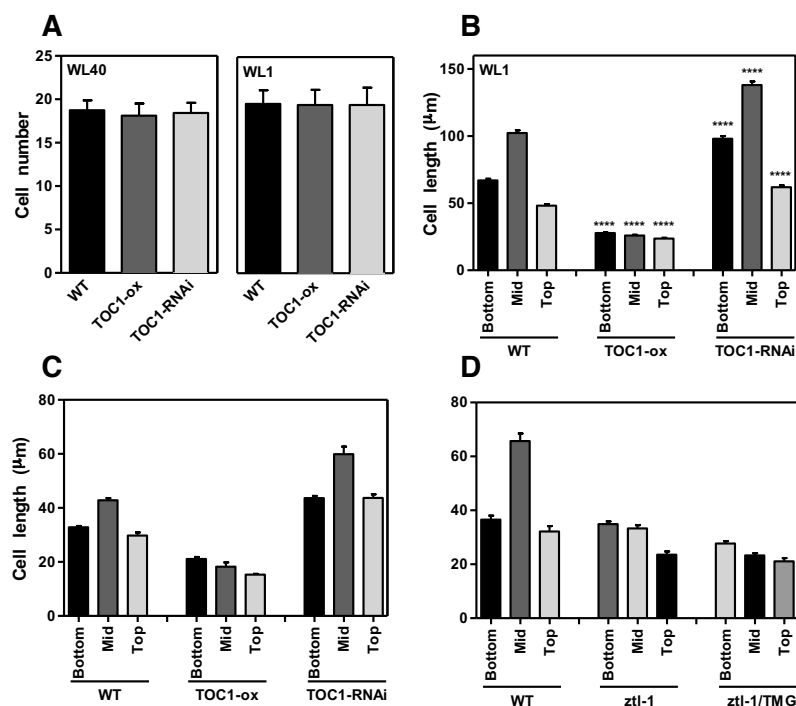 A
Cell number
25
20
15
10
5
0
WL40
WT
TOC1-ox
TOC1-RNAi
WL1
WT
TOC1-ox
TOC1-RNAi
B
Cell length (μm)
150
100
50
0
WL1
****
****
****
****
****
****
Bottom
Mid
Top
Bottom
Mid
Top
Bottom
Mid
Top
WT
TOC1-ox
TOC1-RNAi
C
Cell length (μm)
80
60
40
20
0
Bottom
Mid
Top
Bottom
Mid
Top
Bottom
Mid
Top
WT
TOC1-ox
TOC1-RNAi
D
80
60
40
20
0
Bottom
Mid
Top
Bottom
Mid
Top
Bottom
Mid
Top
WT
ztl-1
ztl-1/TMG